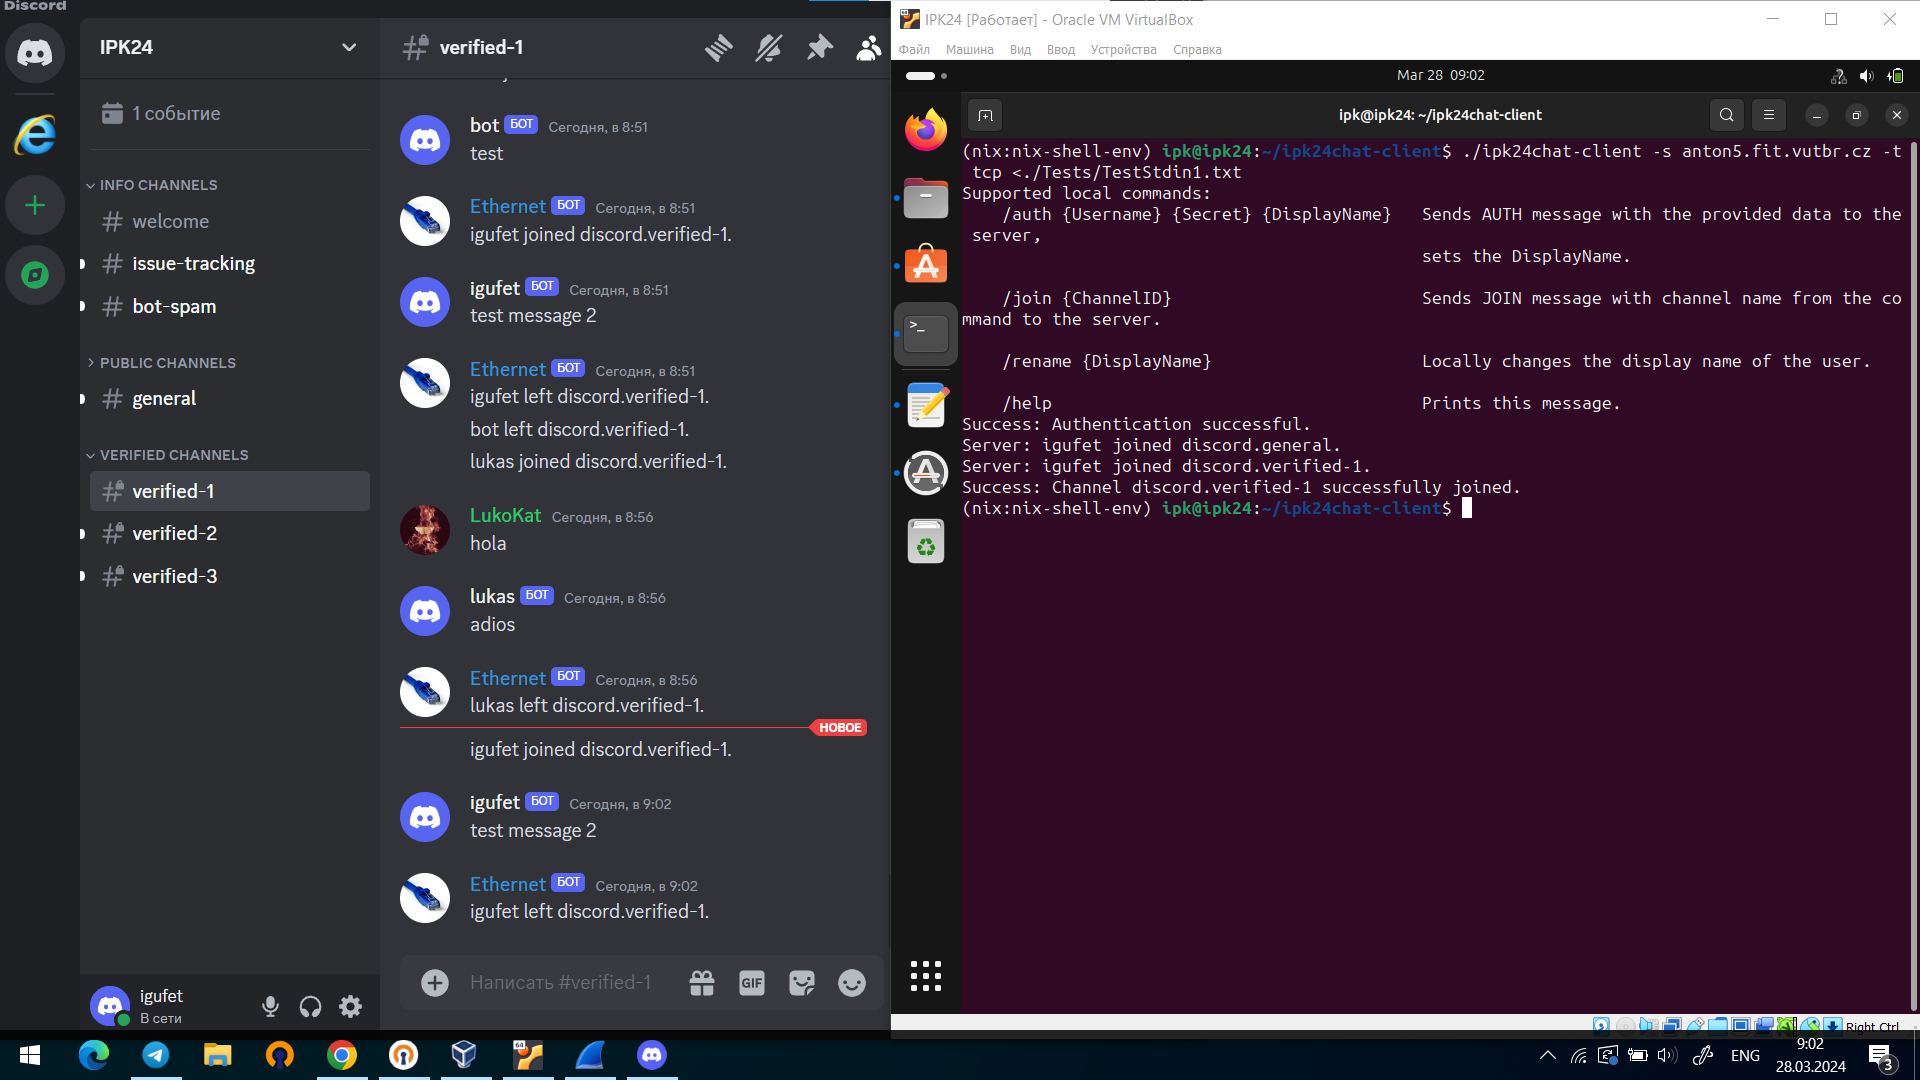 Discord
IPK24
1 событие
INFO CHANNELS
welcome
issue-tracking
bot-spam
PUBLIC CHANNELS
general
VERIFIED CHANNELS
verified-1
verified-2
verified-3
igufet
В сети
verified-1
bot БОТ Сегодня, в 8:51
test
Ethernet БОТ Сегодня, в 8:51
igufet joined discord.verified-1.
igufet БОТ Сегодня, в 8:51
test message 2
Ethernet БОТ Сегодня, в 8:51
igufet left discord.verified-1.
bot left discord.verified-1.
lukas joined discord.verified-1.
LukoKat Сегодня, в 8:56
hola
lukas БОТ Сегодня, в 8:56
adios
Ethernet БОТ Сегодня, в 8:56
lukas left discord.verified-1.
НОВОЕ
igufet joined discord.verified-1.
igufet БОТ Сегодня, в 9:02
test message 2
Ethernet БОТ Сегодня, в 9:02
igufet left discord.verified-1.
Написать #verified-1
GIF
IPK24 [Работает] - Oracle VM VirtualBox
Файл Машина Вид Ввод Устройства Справка
Mar 28 09:02
ipk@ipk24: ~/ipk24chat-client
(nix:nix-shell-env) ipk@ipk24:~/ipk24chat-client$ ./ipk24chat-client -s anton5.fit.vutbr.cz -t
tcp <./Tests/TestStdin1.txt
Supported local commands:
/auth {Username} {Secret} {DisplayName} Sends AUTH message with the provided data to the
server,
sets the DisplayName.
/join {ChannelID} Sends JOIN message with channel name from the co
mmand to the server.
/rename {DisplayName} Locally changes the display name of the user.
/help Prints this message.
Success: Authentication successful.
Server: igufet joined discord.general.
Server: igufet joined discord.verified-1.
Success: Channel discord.verified-1 successfully joined.
(nix:nix-shell-env) ipk@ipk24:~/ipk24chat-client$
Right Ctrl
64
ENG
9:02
28.03.2024
3